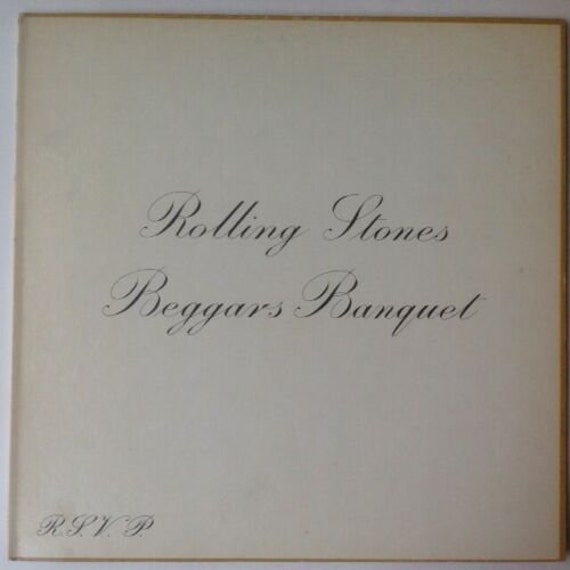 Rolling Stones
Beggars Banquet
R.S.V.P.